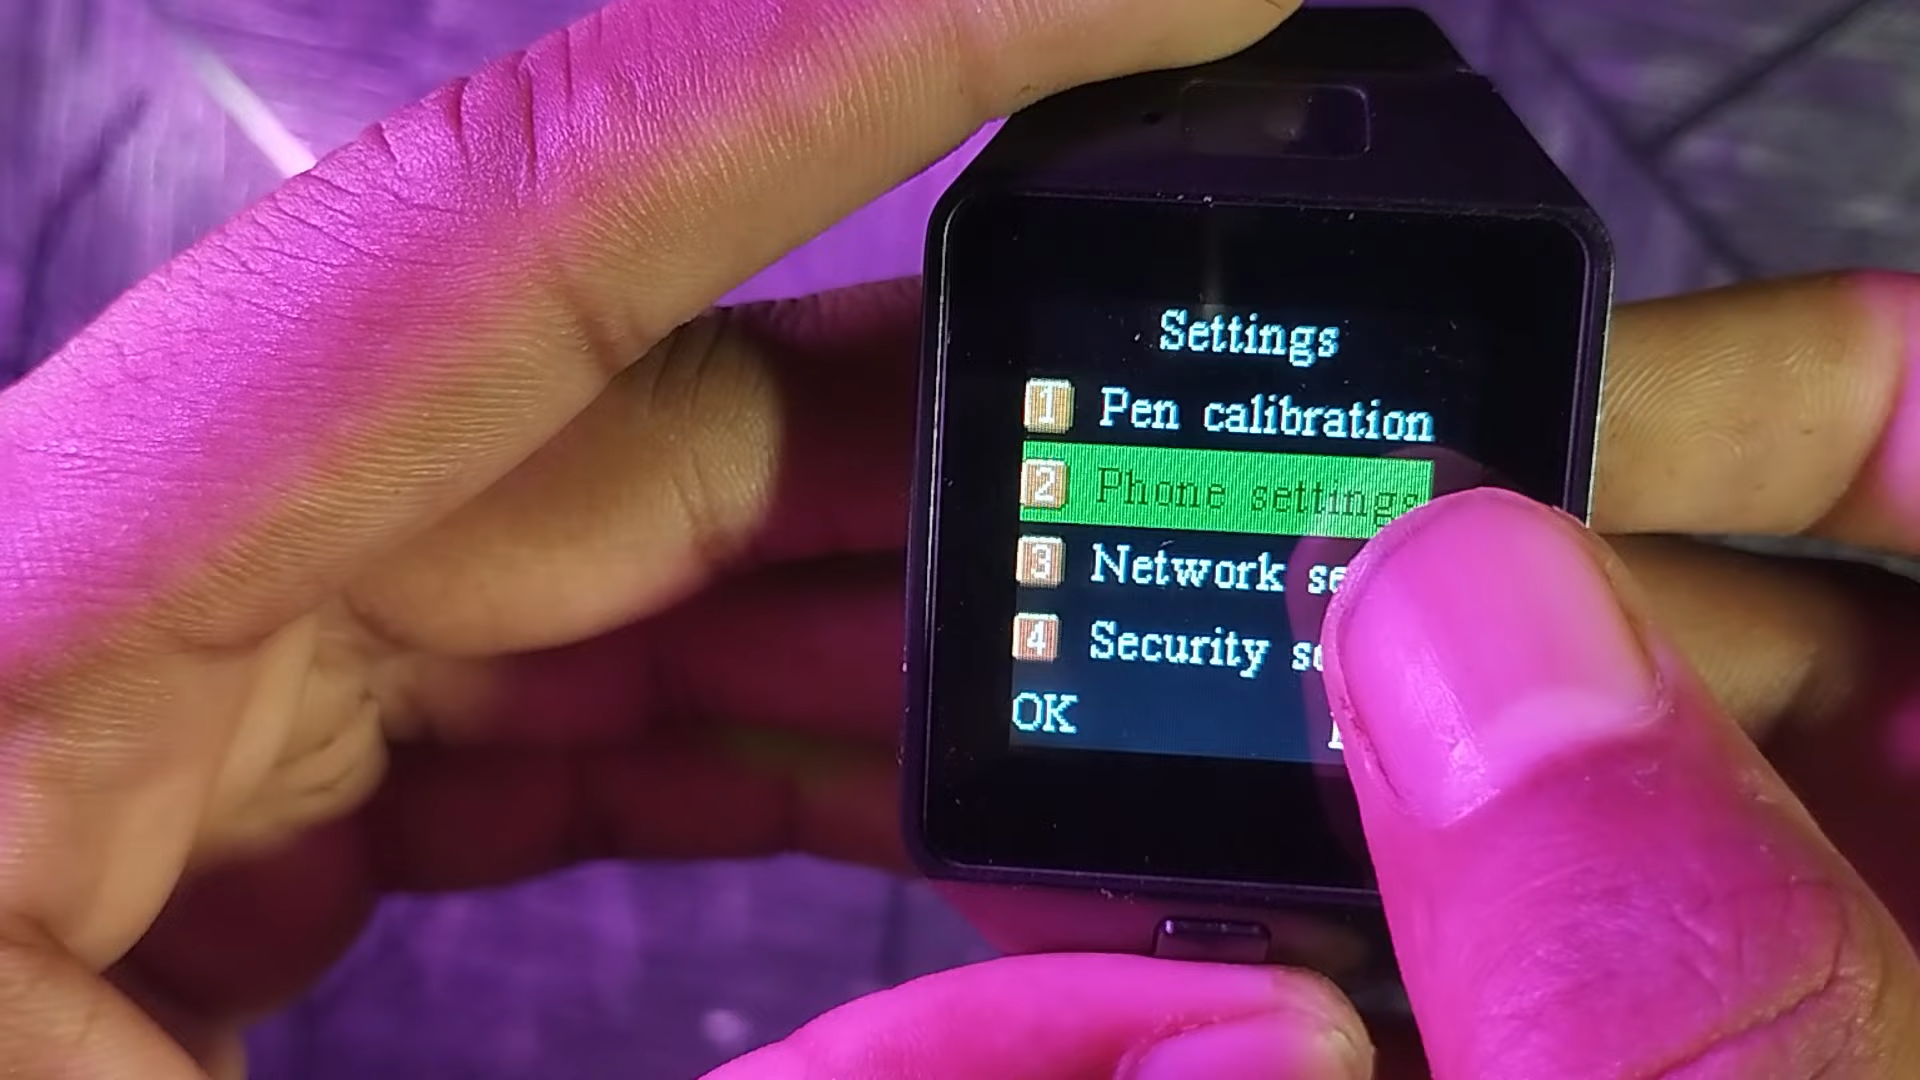 Settings
1 Pen calibration
2 Phone settings
3 Network
4 Security
OK